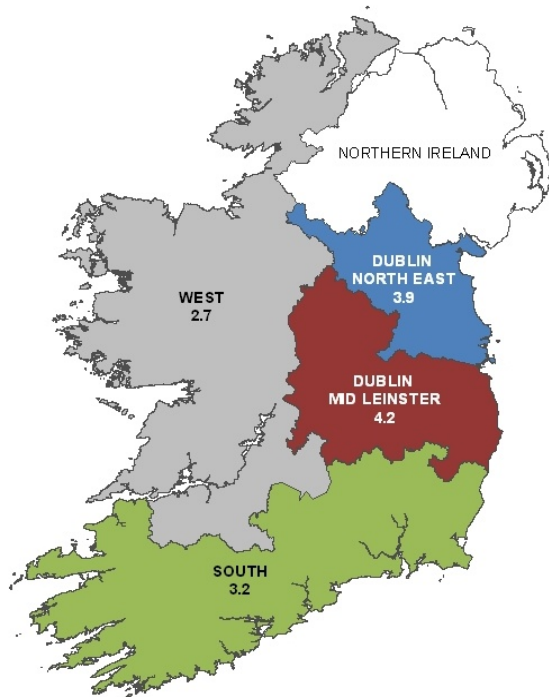 NORTHERN IRELAND
DUBLIN
NORTH EAST
3.9
WEST
2.7
DUBLIN
MID LEINSTER
4.2
SOUTH
3.2